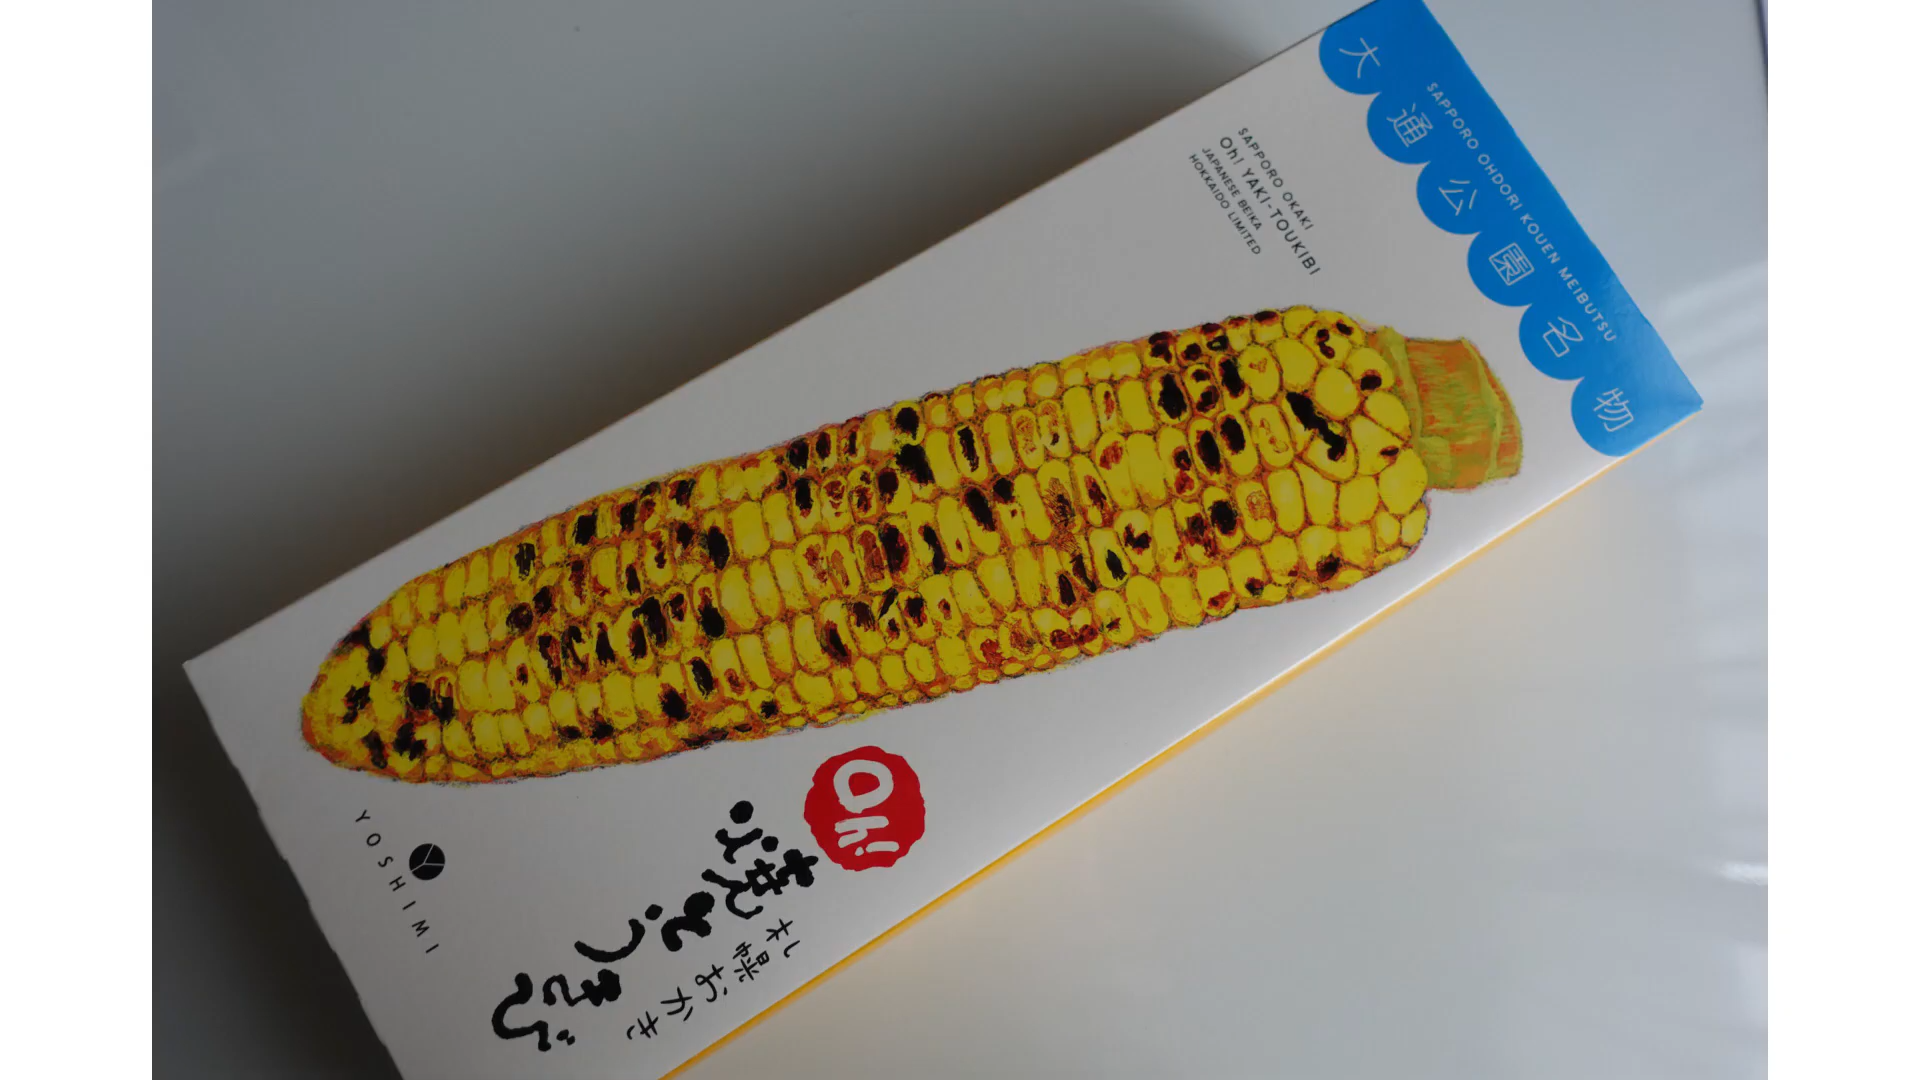 大通公園名物
SAPPORO OHDORI KOUEN MEIBUTSU
SAPPORO OKAKI
Oh! YAKI-TOUKIBI
JAPANESE BEIKA
HOKKAIDO LIMITED
Oh!
焼とうきび
札幌おかき
YOSHIMI